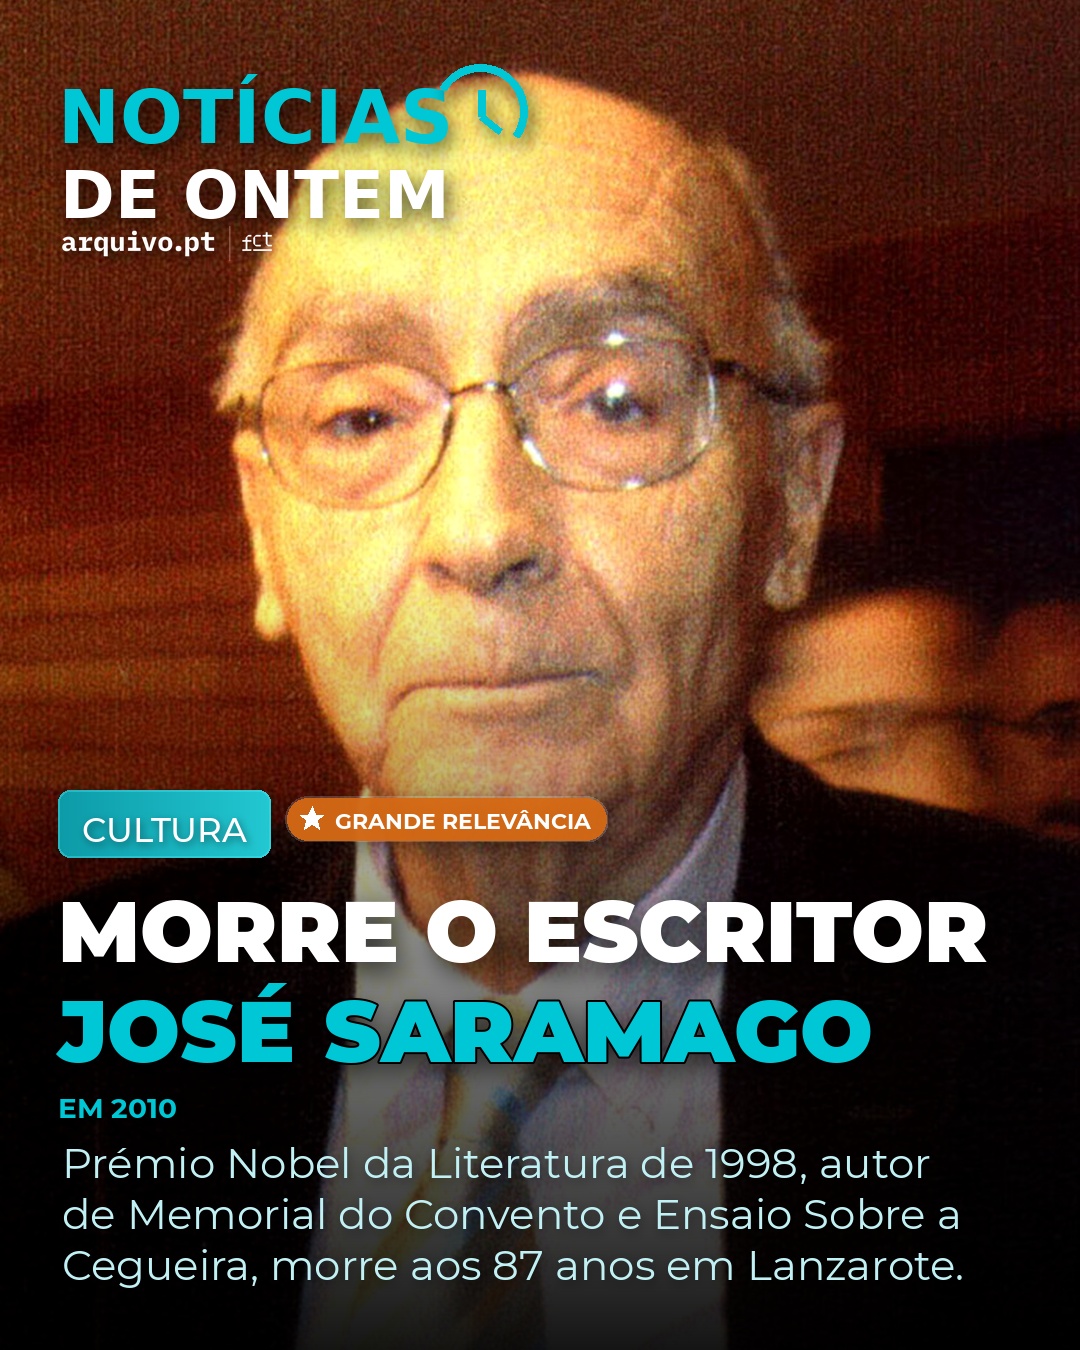 NOTÍCIAS
DE ONTEM
arquivo.pt fct
CULTURA
GRANDE RELEVÂNCIA
MORRE O ESCRITOR
JOSÉ SARAMAGO
EM 2010
Prémio Nobel da Literatura de 1998, autor
de Memorial do Convento e Ensaio Sobre a
Cegueira, morre aos 87 anos em Lanzarote.